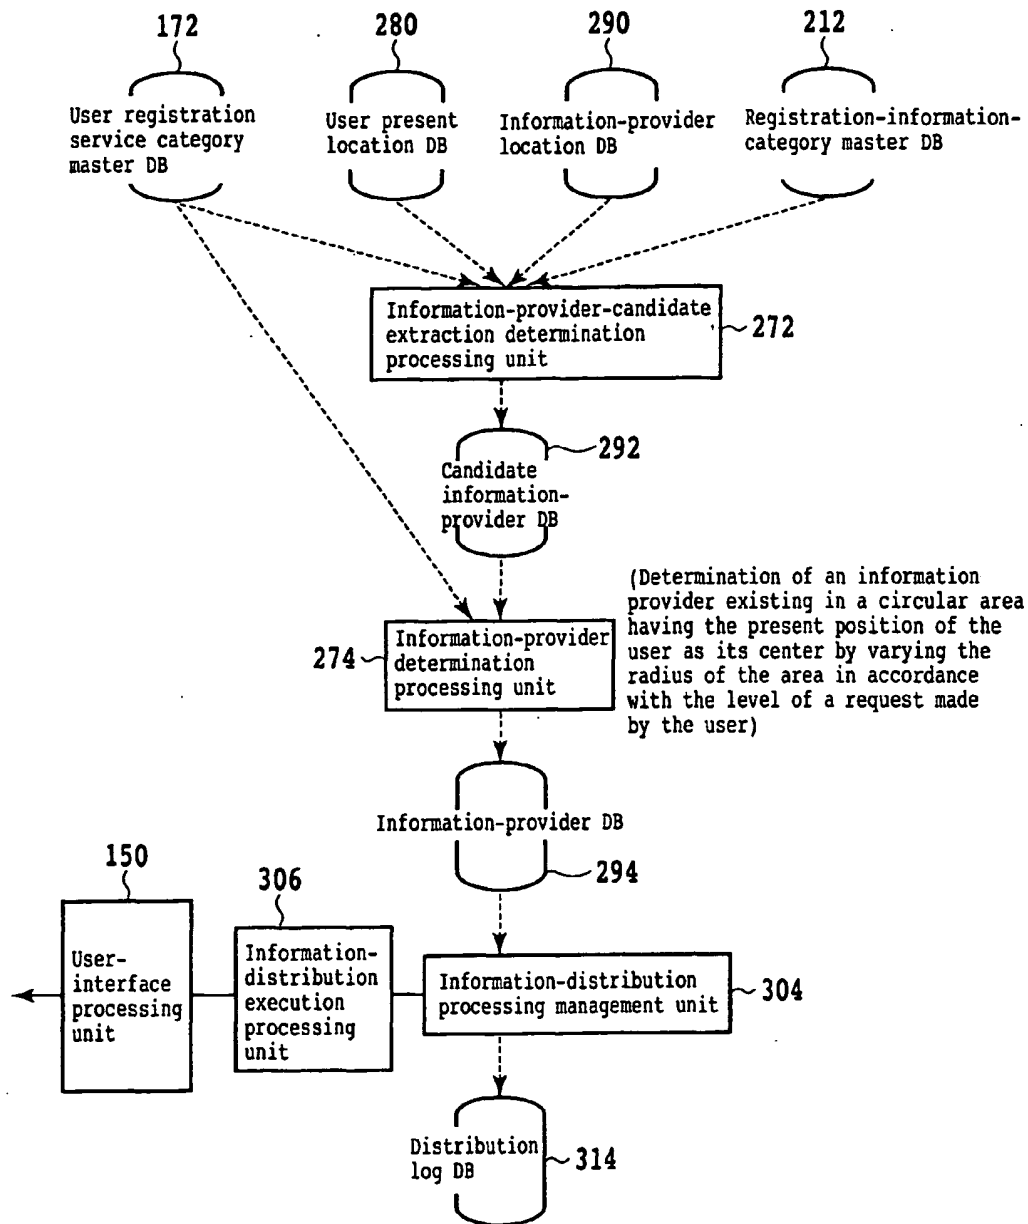 172
280
290
212
User registration
service category
master DB
User present
location DB
Information-provider
location DB
Registration-information-
category master DB
Information-provider-candidate
extraction determination
processing unit
272
292
Candidate
information-
provider DB
274
Information-provider
determination
processing unit
(Determination of an information
provider existing in a circular area
having the present position of the
user as its center by varying the
radius of the area in accordance
with the level of a request made
by the user)
Information-provider DB
294
150
306
User-
interface
processing
unit
Information-
distribution
execution
processing
unit
Information-distribution
processing management unit
304
Distribution
log DB
314